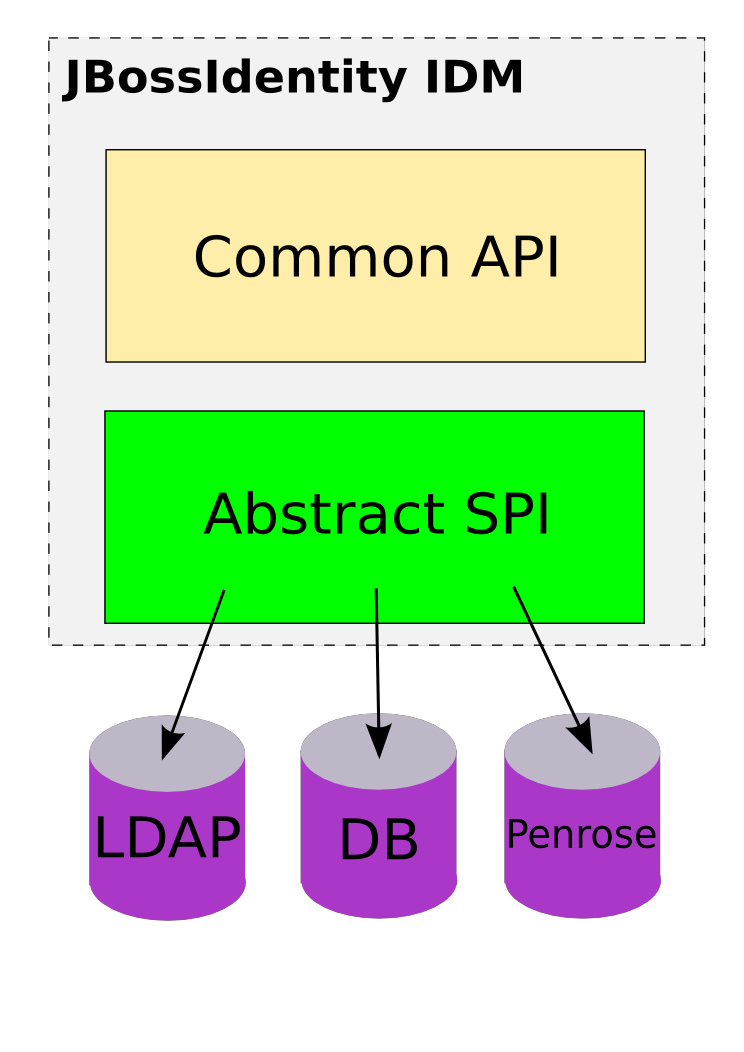 JBossIdentity IDM
Common API
Abstract SPI
LDAP
DB
Penrose